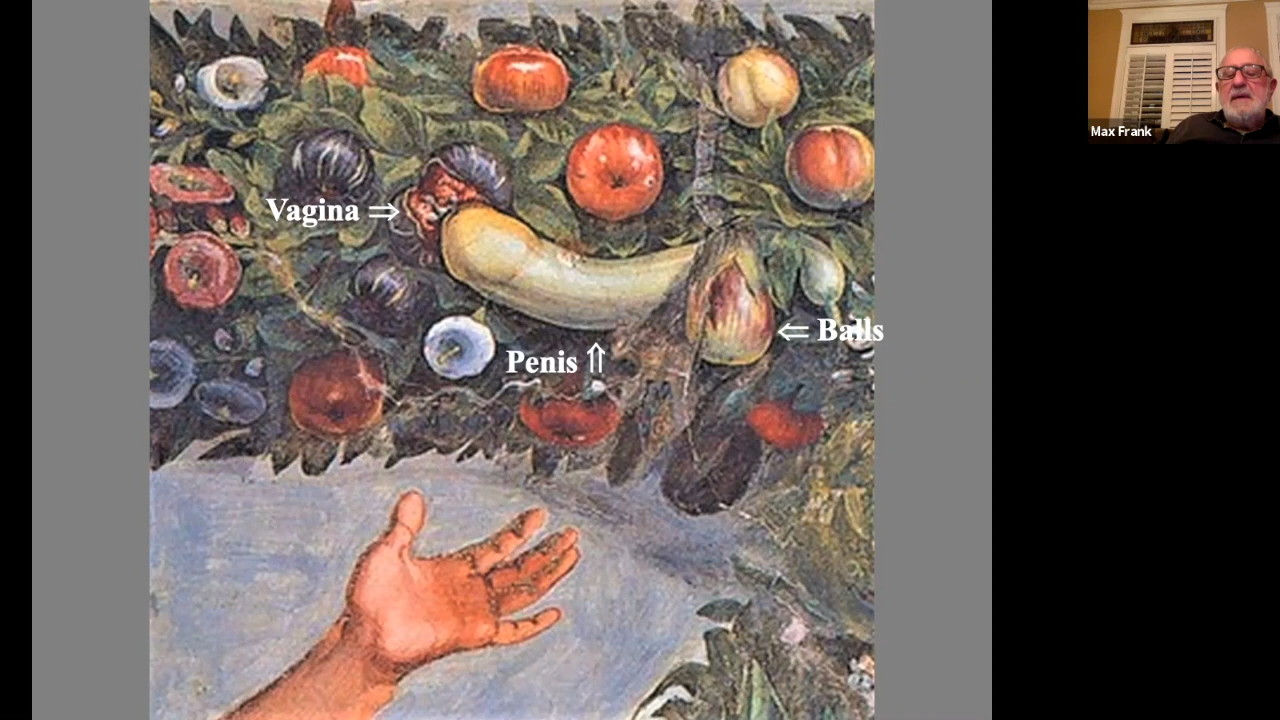 Max Frank
Vagina ⇒
⇐ Balls
Penis ⇑